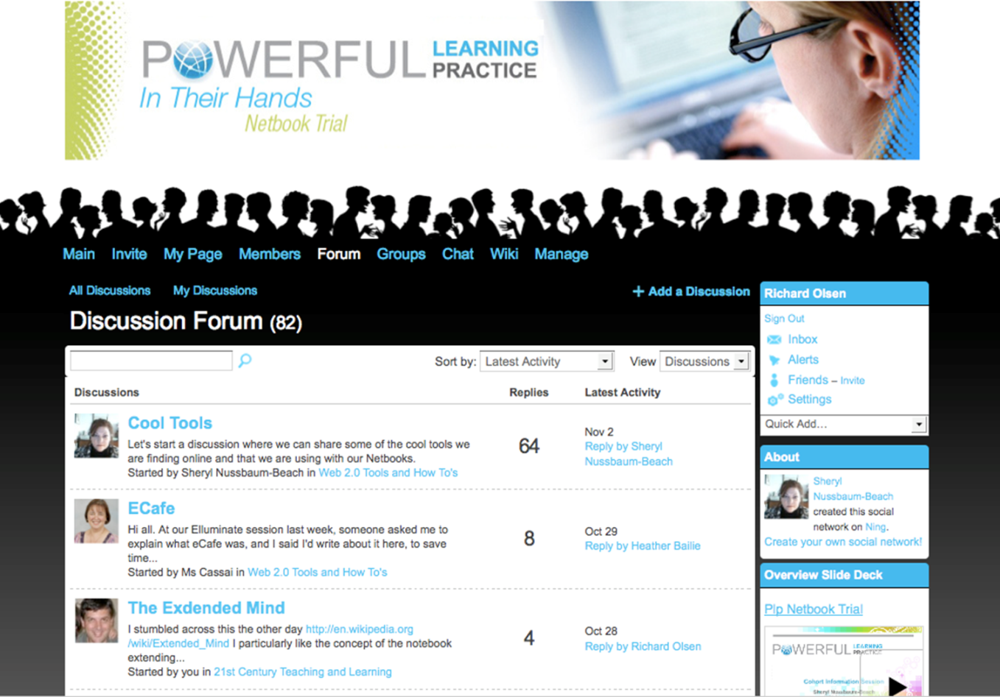 POWERFUL LEARNING
PRACTICE
In Their Hands
Netbook Trial
Main Invite My Page Members Forum Groups Chat Wiki Manage
All Discussions My Discussions + Add a Discussion
Discussion Forum (82)
Sort by: Latest Activity View Discussions
Discussions Replies Latest Activity
Cool Tools
Let's start a discussion where we can share some of the cool tools we
are finding online and that we are using with our Netbooks.
Started by Sheryl Nussbaum-Beach in Web 2.0 Tools and How To's
64
Nov 2
Reply by Sheryl
Nussbaum-Beach
ECafe
Hi all. At our Elluminate session last week, someone asked me to
explain what eCafe was, and I said I'd write about it here, to save
time...
Started by Ms Cassai in Web 2.0 Tools and How To's
8
Oct 29
Reply by Heather Bailie
The Exdended Mind
I stumbled across this the other day http://en.wikipedia.org
/wiki/Extended_Mind I particularly like the concept of the notebook
extending...
Started by you in 21st Century Teaching and Learning
4
Oct 28
Reply by Richard Olsen
Richard Olsen
Sign Out
Inbox
Alerts
Friends – Invite
Settings
Quick Add...
About
Sheryl
Nussbaum-Beach
created this social
network on Ning.
Create your own social network!
Overview Slide Deck
Plp Netbook Trial
POWERFUL LEARNING
PRACTICE
Cohort Information Session
Sheryl Nussbaum-Beach